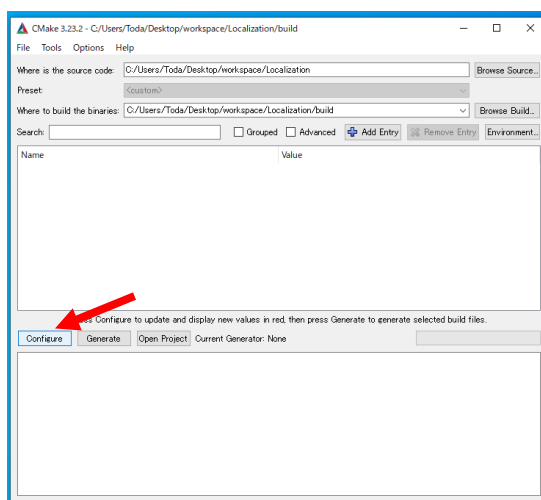 CMake 3.23.2 - C:/Users/Toda/Desktop/workspace/Localization/build
File Tools Options Help
Where is the source code: C:/Users/Toda/Desktop/workspace/Localization Browse Source...
Preset: <custom>
Where to build the binaries: C:/Users/Toda/Desktop/workspace/Localization/build Browse Build...
Search: Grouped Advanced Add Entry Remove Entry Environment...
Name Value
Configure to update and display new values in red, then press Generate to generate selected build files.
Configure Generate Open Project Current Generator: None